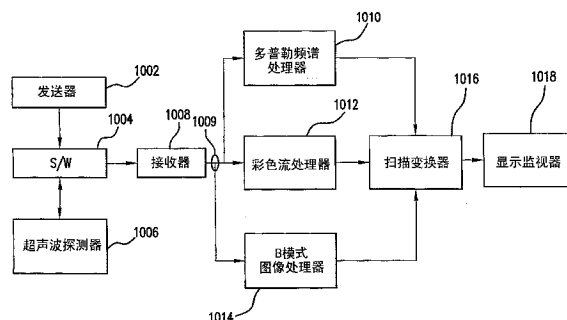 1010
多普勒频谱
处理器
1002
发送器
1004
S/W
1008
接收器
1009
1012
彩色流处理器
1016
扫描变换器
1018
显示监视器
超声波探测器
1006
B模式
图像处理器
1014